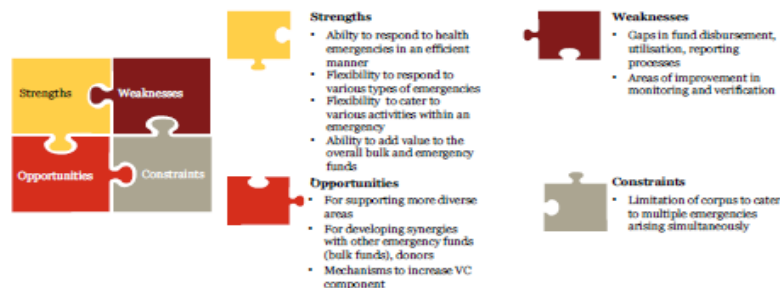 Strengths
Weaknesses
Opportunities
Constraints
Strengths
• Abilty to respond to health
emergencies in an efficient
manner
• Flexibility to respond to
various types of emergencies
• Flexibility to cater to
various activities within an
emergency
• Ability to add value to the
overall bulk and emergency
funds
Weaknesses
• Gaps in fund disbursement,
utilisation, reporting
processes
• Areas of improvement in
monitoring and verification
Opportunities
• For supporting more diverse
areas
• For developing synergies
with other emergency funds
(bulk funds), donors
• Mechanisms to increase VC
component
Constraints
• Limitation of corpus to cater
to multiple emergencies
arising simultaneously